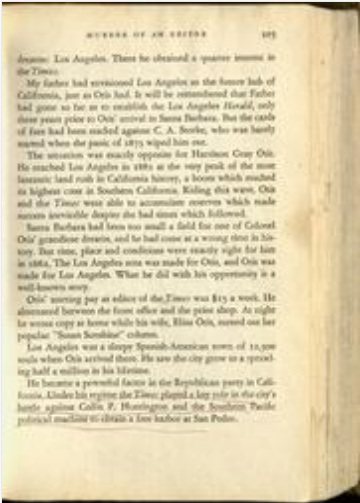 MURDER OF AN EDITOR 105
dreams: Los Angeles. There he obtained a quarter interest in
the Times.
My father had envisioned Los Angeles as the future hub of
California, just as Otis had. It will be remembered that Father
had gone so far as to establish the Los Angeles Herald, only
three years prior to Otis' arrival in Santa Barbara. But the cards
of fate had been stacked against C. A. Storke, who was barely
started when the panic of 1873 wiped him out.
The situation was exactly opposite for Harrison Gray Otis.
He reached Los Angeles in 1882 at the very peak of the most
fantastic land rush in California history, a boom which reached
its highest crest in Southern California. Riding this wave, Otis
and the Times were able to accumulate reserves which made
success inevitable despite the bad times which followed.
Santa Barbara had been too small a field for one of Colonel
Otis' grandiose dreams, and he had come at a wrong time in his-
tory. But time, place and conditions were exactly right for him
in 1882. The Los Angeles seat was made for Otis, and Otis was
made for Los Angeles. What he did with his opportunity is a
well-known story.
Otis' starting pay as editor of the Times was $15 a week. He
alternated between the front office and the print shop. At night
he wrote copy at home while his wife, Eliza Otis, turned out her
popular "Susan Sunshine" column.
Los Angeles was a sleepy Spanish-American town of 12,500
souls when Otis arrived there. He saw the city grow to a sprawl-
ing half a million in his lifetime.
He became a powerful factor in the Republican party in Cali-
fornia. Under his regime the Times played a key role in the city's
battle against Collis P. Huntington and the Southern Pacific
political machine to obtain a free harbor at San Pedro.